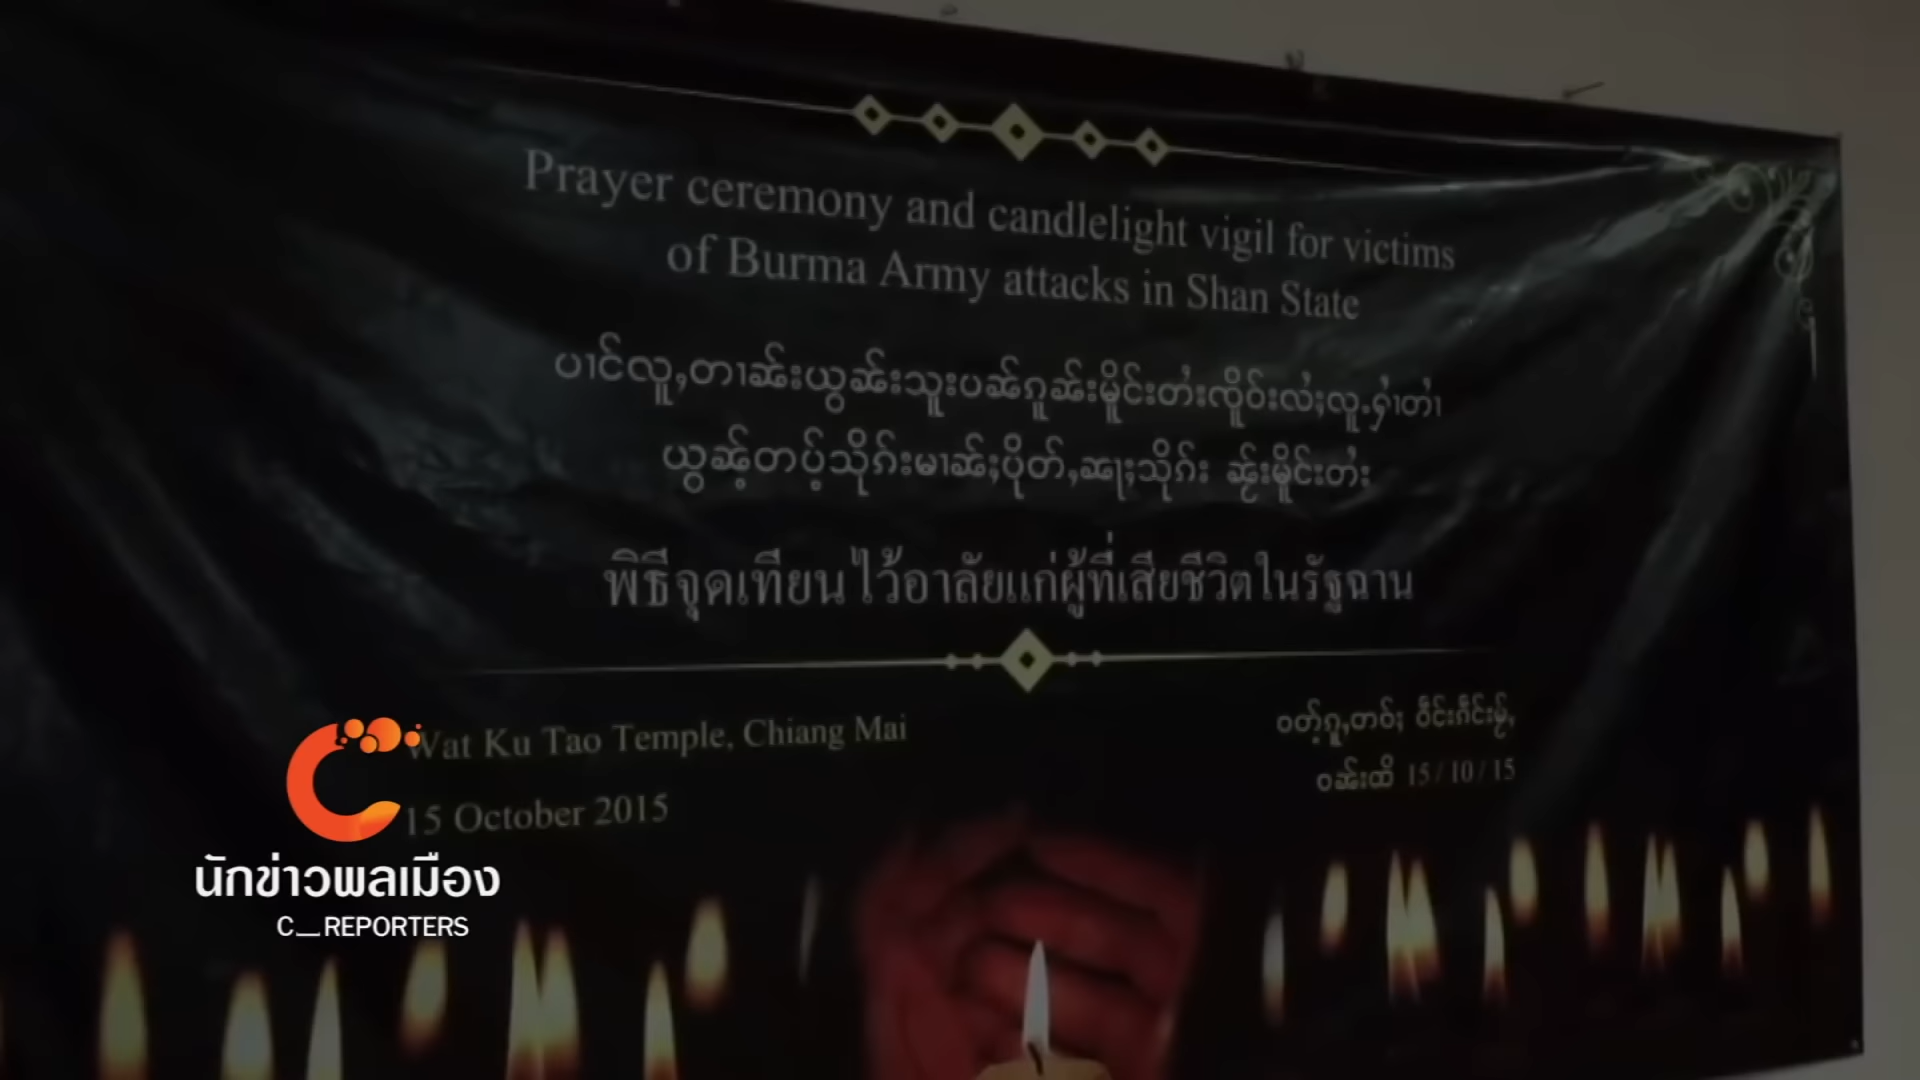 Prayer ceremony and candlelight vigil for victims
of Burma Army attacks in Shan State
ပၢင်လူႇတၢၼ်းယွၼ်းသူးပၼ်ၵူၼ်းမိူင်းတႆးၸိူဝ်းလႆႈလူႉႁၢႆတၢႆ
ယွၼ်ႉတပ့်သိုၵ်းမၢၼ်ႈပိုတ်ႇၼႃႈသိုၵ်း ၼႂ်းမိူင်းတႆး
พิธีจุดเทียนไว้อาลัยแก่ผู้ที่เสียชีวิตในรัฐฉาน
Wat Ku Tao Temple, Chiang Mai
15 October 2015
ဝတ့်ၵူႇတဝ်ႈ ဝဵင်းၵဵင်းမႂ်ႇ
ဝၼ်းထိ 15/10/15
นักข่าวพลเมือง
C_REPORTERS